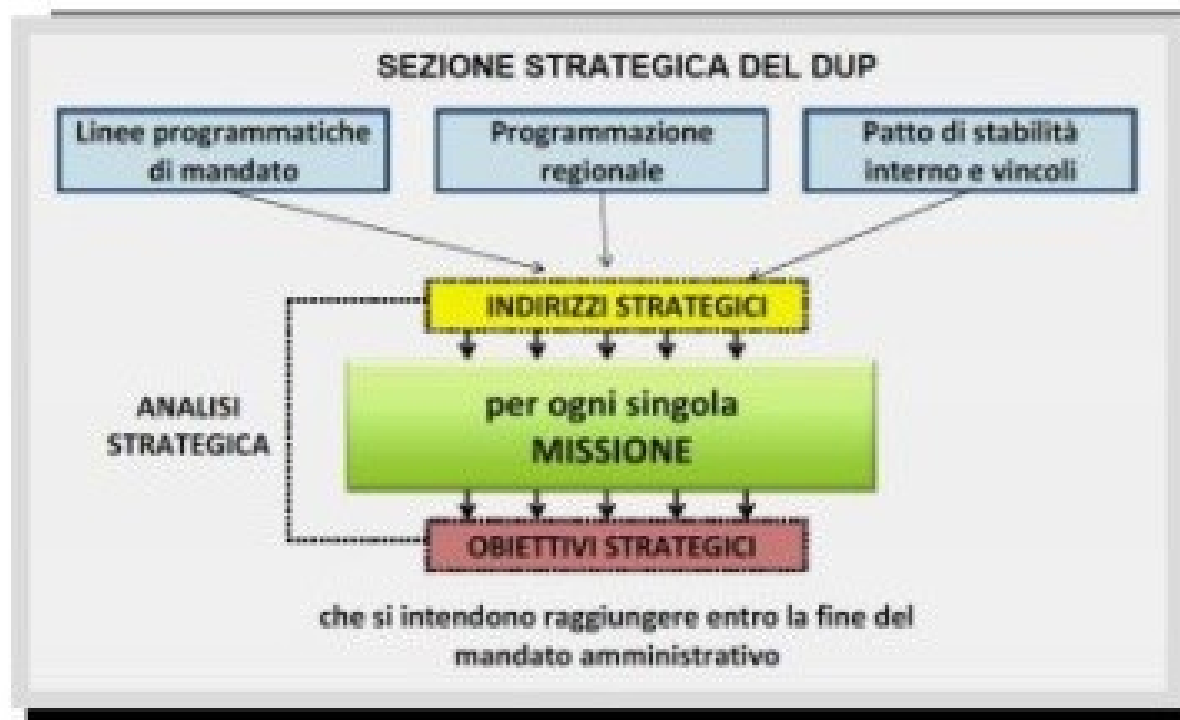 SEZIONE STRATEGICA DEL DUP
Linee programmatiche
di mandato
Programmazione
regionale
Patto di stabilità
interno e vincoli
INDIRIZZI STRATEGICI
per ogni singola
MISSIONE
ANALISI
STRATEGICA
OBIETTIVI STRATEGICI
che si intendono raggiungere entro la fine del
mandato amministrativo